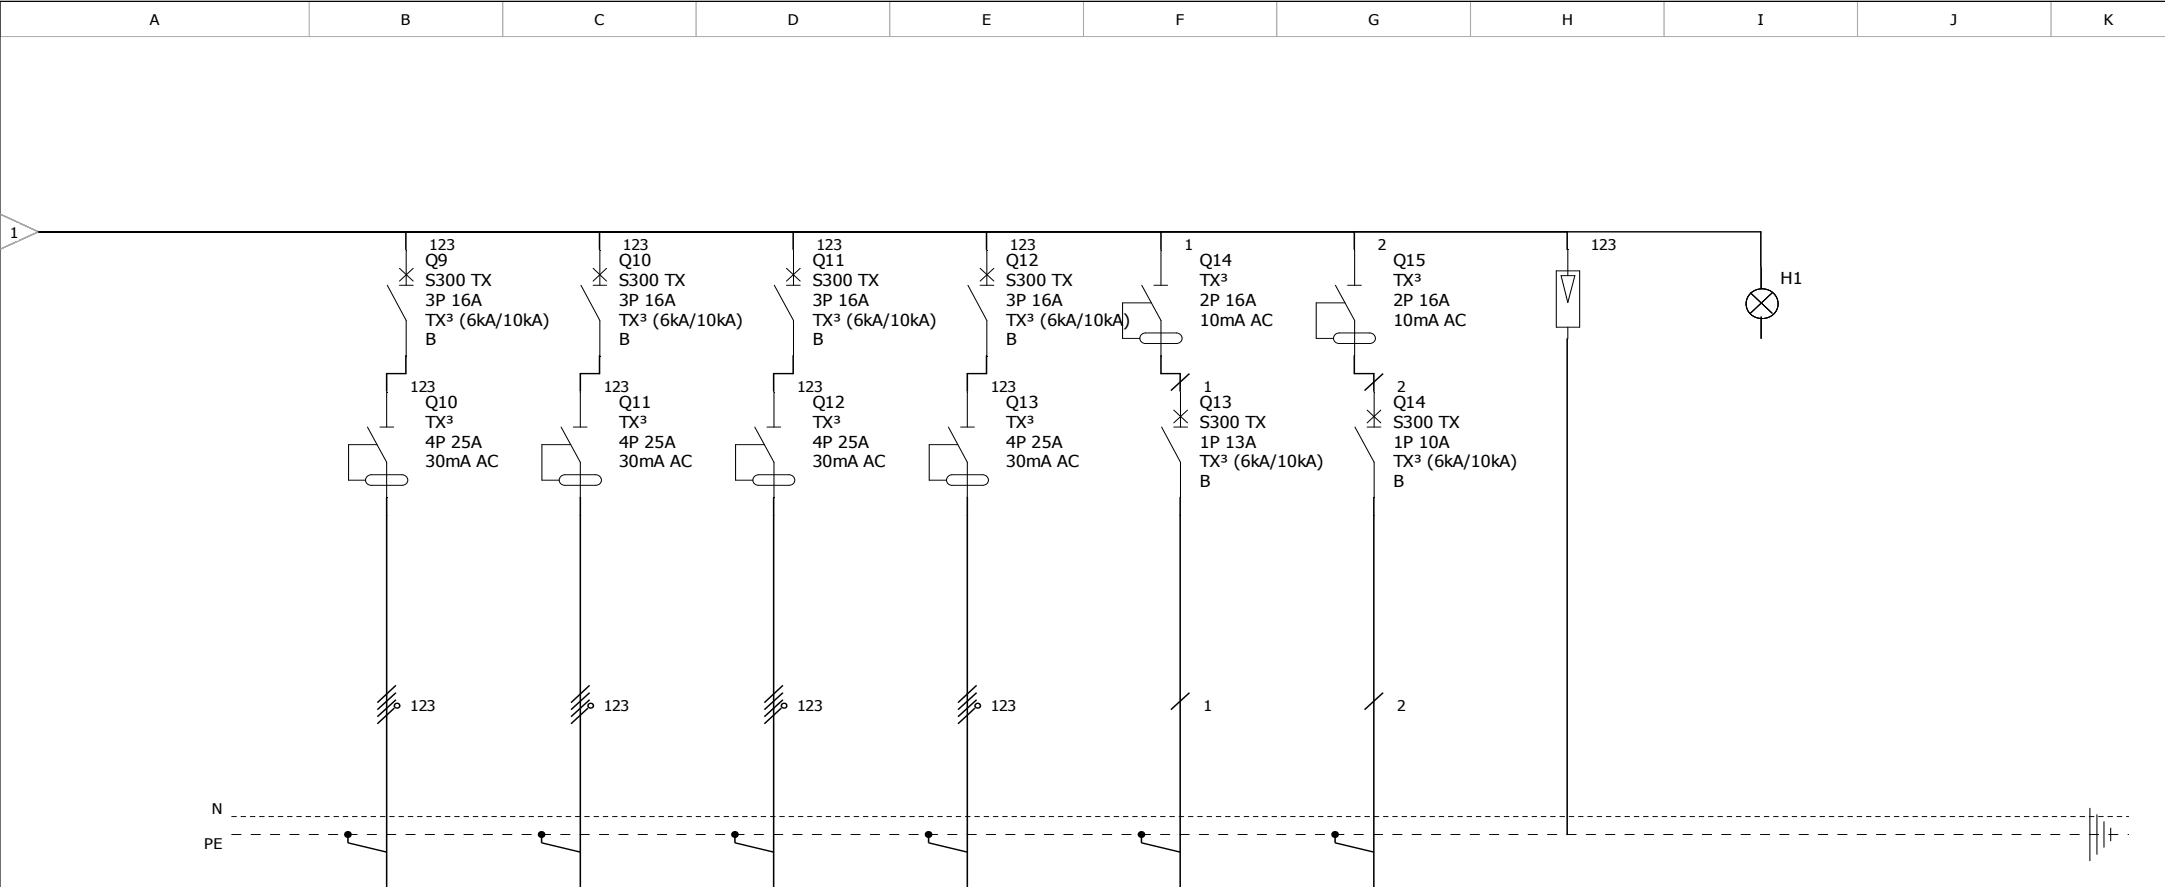 A B C D E F G H I J K
1
123 123 123 123 1 2 123
Q9 Q10 Q11 Q12 Q14 Q15
S300 TX S300 TX S300 TX S300 TX TX³ TX³ H1
3P 16A 3P 16A 3P 16A 3P 16A 2P 16A 2P 16A
TX³ (6kA/10kA) TX³ (6kA/10kA) TX³ (6kA/10kA) TX³ (6kA/10kA) 10mA AC 10mA AC
B B B B
123 123 123 123 1 2
Q10 Q11 Q12 Q13 Q13 Q14
TX³ TX³ TX³ TX³ S300 TX S300 TX
4P 25A 4P 25A 4P 25A 4P 25A 1P 13A 1P 10A
30mA AC 30mA AC 30mA AC 30mA AC TX³ (6kA/10kA) TX³ (6kA/10kA)
B B
123 123 123 123 1 2
N
PE